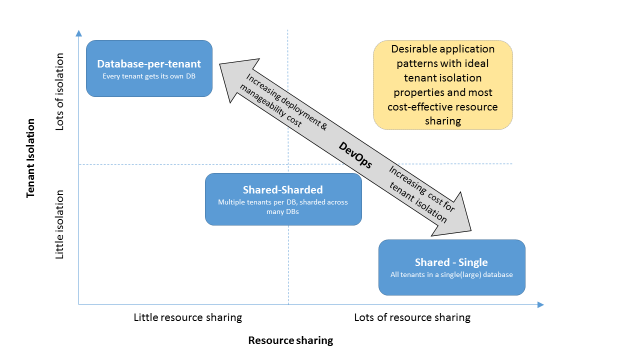 Tenant Isolation
Lots of isolation
Little isolation
Database-per-tenant
Every tenant gets its own DB
Increasing deployment &
manageability cost
DevOps
Increasing cost for
tenant isolation
Desirable application
patterns with ideal
tenant isolation
properties and most
cost-effective resource
sharing
Shared-Sharded
Multiple tenants per DB, sharded across
many DBs
Shared - Single
All tenants in a single(large) database
Little resource sharing
Lots of resource sharing
Resource sharing